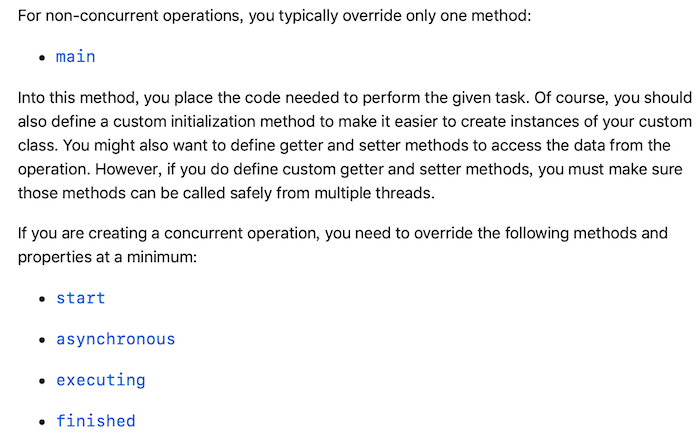 For non-concurrent operations, you typically override only one method:
• main
Into this method, you place the code needed to perform the given task. Of course, you should
also define a custom initialization method to make it easier to create instances of your custom
class. You might also want to define getter and setter methods to access the data from the
operation. However, if you do define custom getter and setter methods, you must make sure
those methods can be called safely from multiple threads.
If you are creating a concurrent operation, you need to override the following methods and
properties at a minimum:
• start
• asynchronous
• executing
• finished